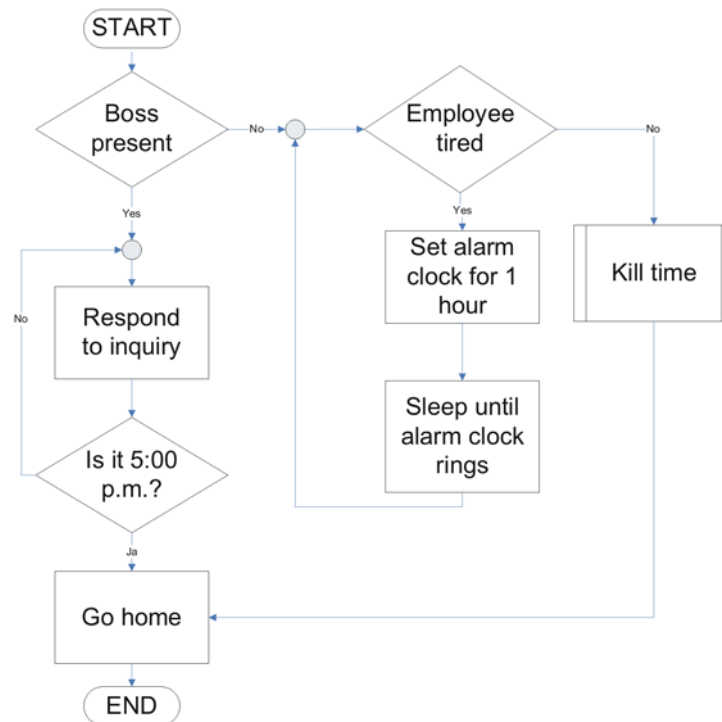 START
Boss
present
No
Employee
tired
No
Yes
Yes
Set alarm
clock for 1
hour
Kill time
No
Respond
to inquiry
Sleep until
alarm clock
rings
Is it 5:00
p.m.?
Ja
Go home
END